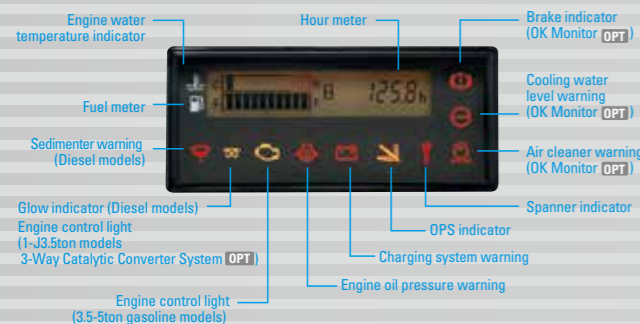 Engine water
temperature indicator
Hour meter
Brake indicator
(OK Monitor OPT)
Fuel meter
Cooling water
level warning
(OK Monitor OPT)
125.8h
Sedimenter warning
(Diesel models)
Air cleaner warning
(OK Monitor OPT)
Glow indicator (Diesel models)
Spanner indicator
Engine control light
(1-J3.5ton models
3-Way Catalytic Converter System OPT)
OPS indicator
Charging system warning
Engine oil pressure warning
Engine control light
(3.5-5ton gasoline models)